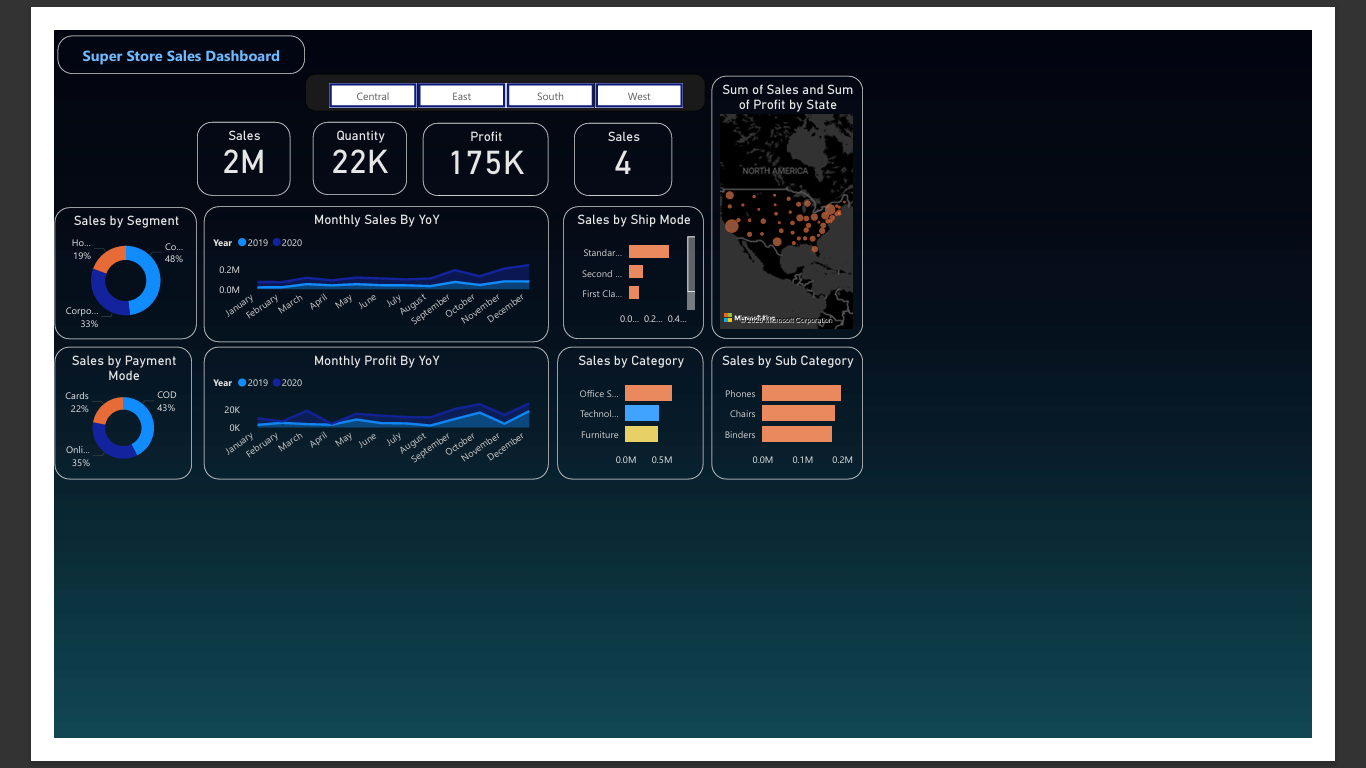 Super Store Sales Dashboard
Central
East
South
West
Sales
2M
Quantity
22K
Profit
175K
Sales
4
Sum of Sales and Sum
of Profit by State
NORTH AMERICA
Microsoft Corporation
Sales by Segment
Ho...
19%
Co...
48%
Corpo...
33%
Monthly Sales By YoY
Year 2019 2020
0.2M
0.0M
January
February
March
April
May
June
July
August
September
October
November
December
Sales by Ship Mode
Standar...
Second ...
First Cla...
0.0... 0.2... 0.4...
Sales by Payment
Mode
Cards
22%
COD
43%
Onli...
35%
Monthly Profit By YoY
Year 2019 2020
20K
0K
January
February
March
April
May
June
July
August
September
October
November
December
Sales by Category
Office S...
Technol...
Furniture
0.0M 0.5M
Sales by Sub Category
Phones
Chairs
Binders
0.0M 0.1M 0.2M